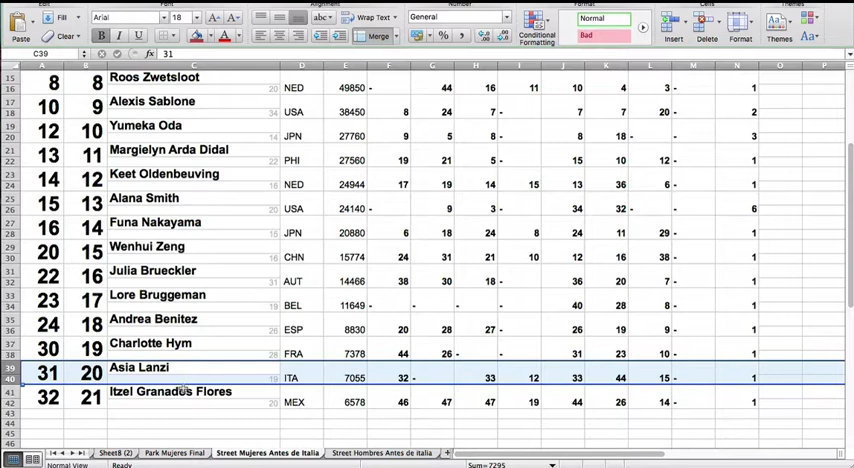 Alignment Format
Fill Arial 18 abc Wrap Text General Normal
Paste Clear B I U Merge % Conditional Formatting Bad Insert Delete Format Themes Aa
C39 fx 31
A B C D E F G H I J K L M N O P
15 8 8 Roos Zwetsloot
16 20 NED 49850 - 44 16 11 10 4 3 - 1
17 10 9 Alexis Sablone
18 34 USA 38450 8 24 7 - 7 7 20 - 2
19 12 10 Yumeka Oda
20 14 JPN 27760 9 5 8 - 8 18 - 3
21 13 11 Margielyn Arda Didal
22 22 PHI 27560 19 21 5 - 15 10 12 - 1
23 14 12 Keet Oldenbeuving
24 16 NED 24944 17 19 14 15 13 36 6 - 1
25 15 13 Alana Smith
26 20 USA 24140 - 9 3 - 34 32 - 6
27 16 14 Funa Nakayama
28 15 JPN 20880 6 18 24 8 24 11 29 - 1
29 20 15 Wenhui Zeng
30 16 CHN 15774 24 31 21 10 12 16 38 - 1
31 22 16 Julia Brueckler
32 31 AUT 14466 38 30 18 - 36 20 7 - 1
33 23 17 Lore Bruggeman
34 19 BEL 11649 - - - - 40 28 8 - 1
35 24 18 Andrea Benitez
36 26 ESP 8830 20 28 27 - 26 19 9 - 1
37 30 19 Charlotte Hym
38 28 FRA 7378 44 26 - 31 23 10 - 1
39 31 20 Asia Lanzi
40 19 ITA 7055 32 - 33 12 33 44 15 - 1
41 32 21 Itzel Granados Flores
42 20 MEX 6578 46 47 47 19 44 26 14 - 1
43
44
45
46
Sheet8 (2) Park Mujeres Final Street Mujeres Antes de Italia Street Hombres Antes de italia +
Normal View Ready Sum=7295